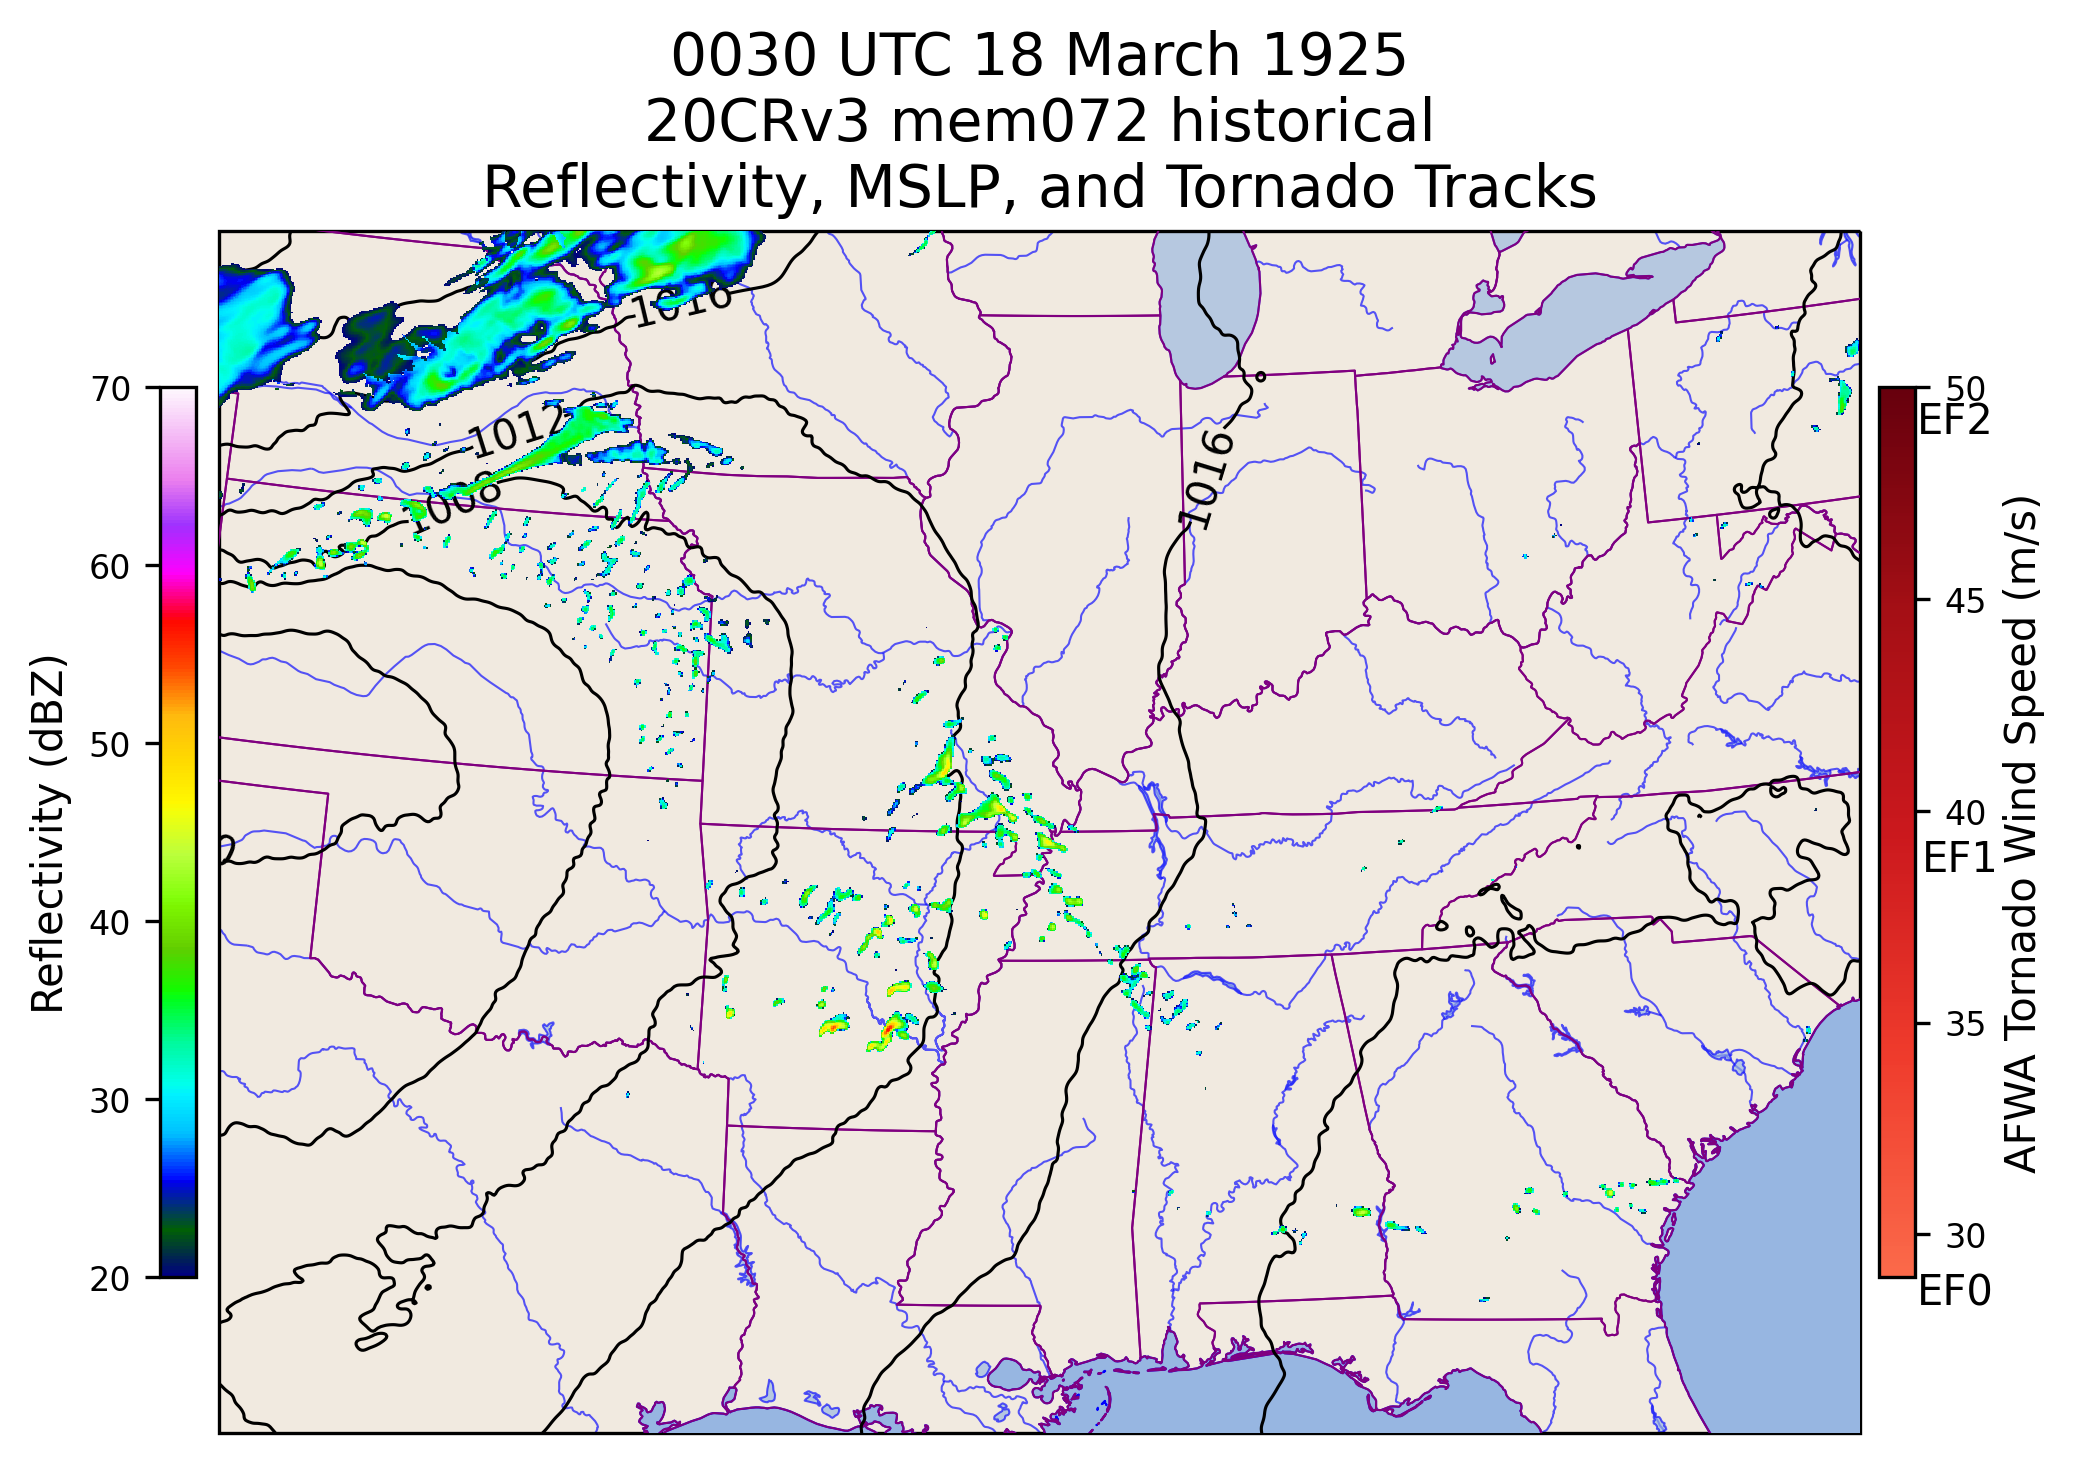 0030 UTC 18 March 1925
20CRv3 mem072 historical
Reflectivity, MSLP, and Tornado Tracks
1016
1012
1008
1016
70
60
50
40
30
20
Reflectivity (dBZ)
50
EF2
45
40
EF1
35
30
EF0
AFWA Tornado Wind Speed (m/s)